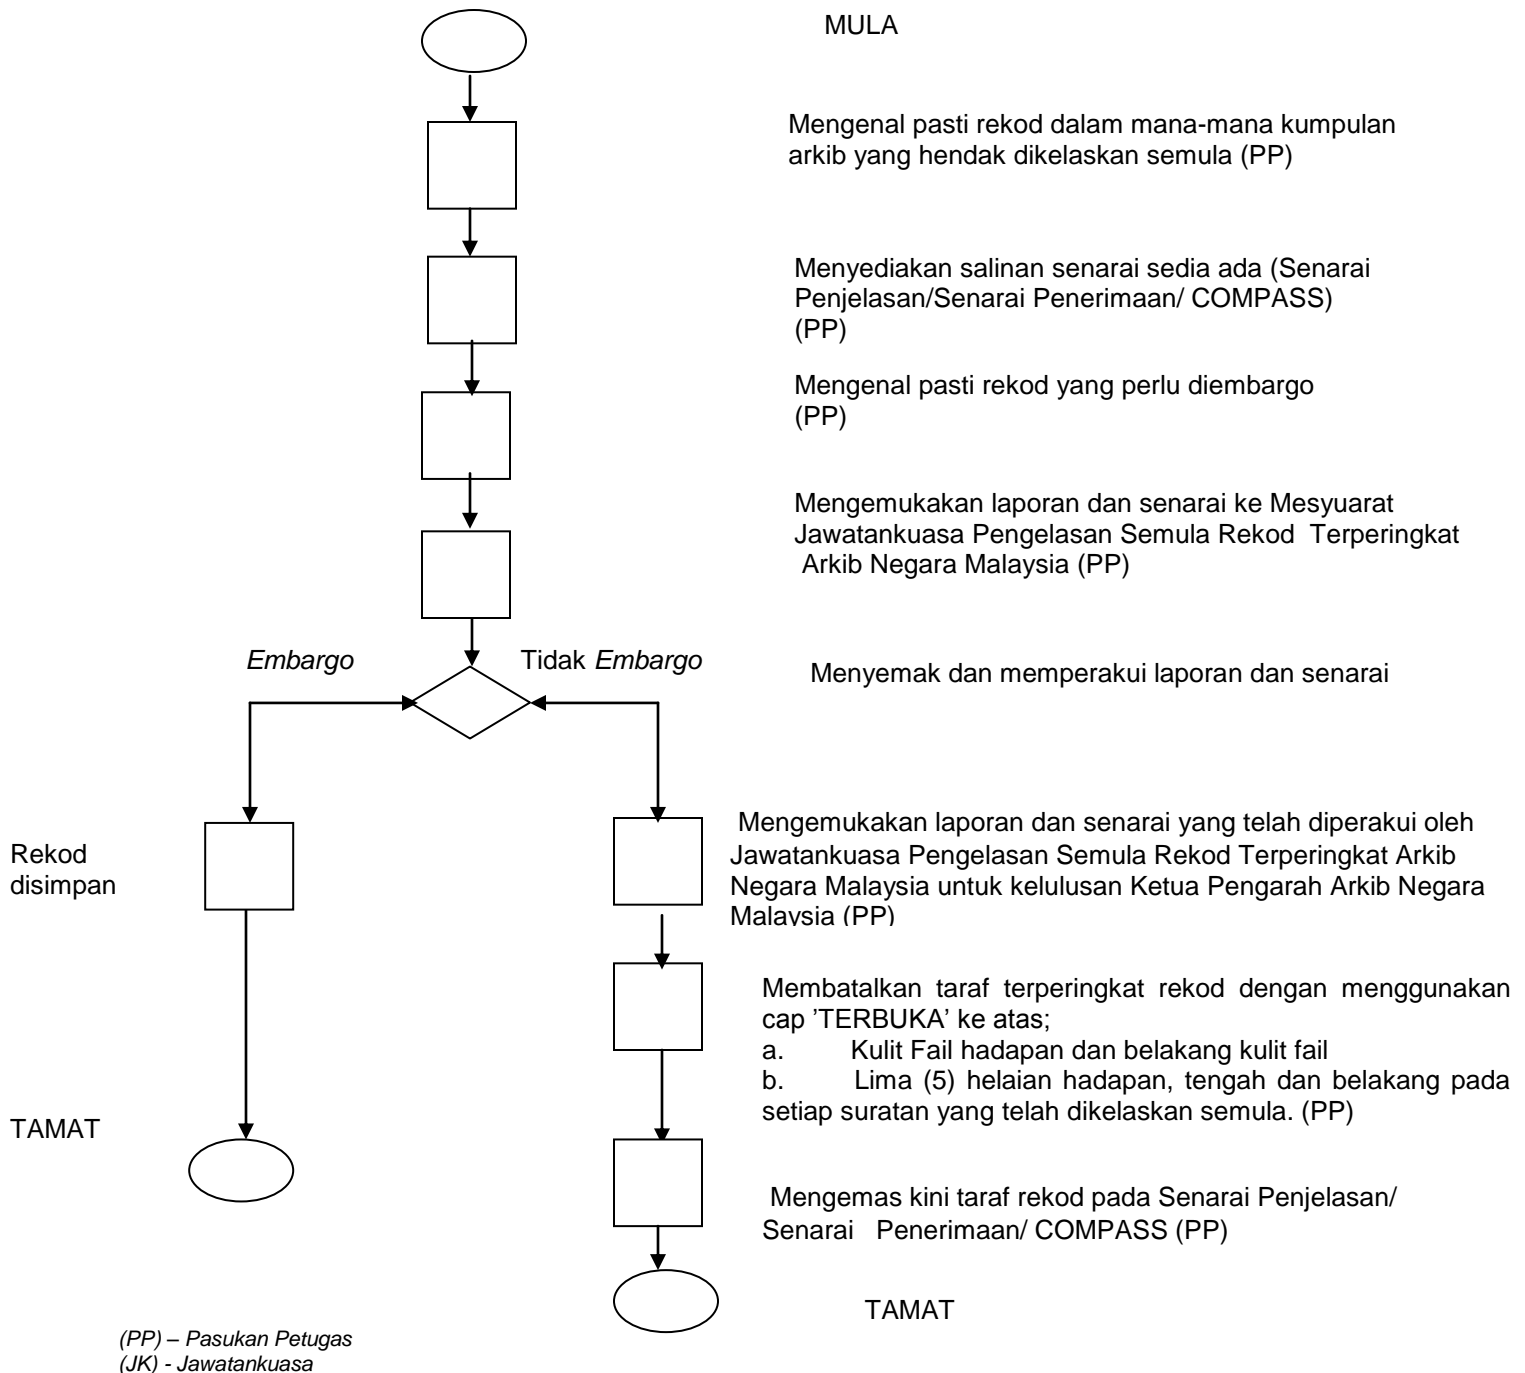 MULA
Mengenal pasti rekod dalam mana-mana kumpulan
arkib yang hendak dikelaskan semula (PP)
Menyediakan salinan senarai sedia ada (Senarai
Penjelasan/Senarai Penerimaan/ COMPASS)
(PP)
Mengenal pasti rekod yang perlu diembargo
(PP)
Mengemukakan laporan dan senarai ke Mesyuarat
Jawatankuasa Pengelasan Semula Rekod Terperingkat
Arkib Negara Malaysia (PP)
Embargo
Tidak Embargo
Menyemak dan memperakui laporan dan senarai
Rekod
disimpan
Mengemukakan laporan dan senarai yang telah diperakui oleh
Jawatankuasa Pengelasan Semula Rekod Terperingkat Arkib
Negara Malaysia untuk kelulusan Ketua Pengarah Arkib Negara
Malaysia (PP)
Membatalkan taraf terperingkat rekod dengan menggunakan
cap ’TERBUKA’ ke atas;
a. Kulit Fail hadapan dan belakang kulit fail
b. Lima (5) helaian hadapan, tengah dan belakang pada
setiap suratan yang telah dikelaskan semula. (PP)
TAMAT
Mengemas kini taraf rekod pada Senarai Penjelasan/
Senarai Penerimaan/ COMPASS (PP)
TAMAT
(PP) – Pasukan Petugas
(JK) - Jawatankuasa